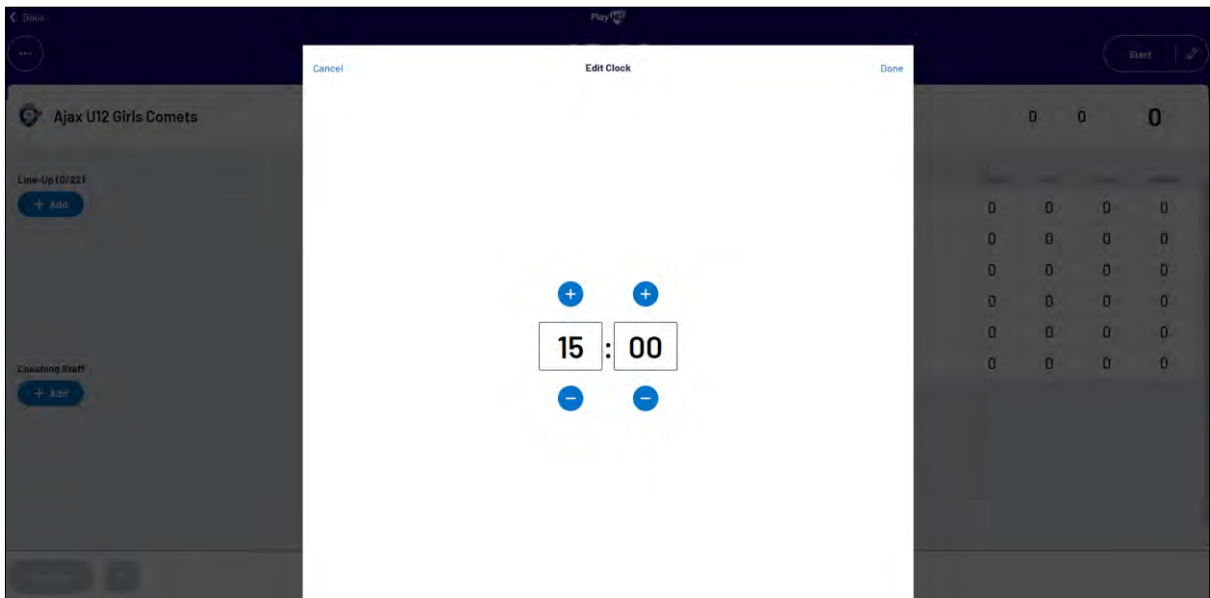 Back
PlayHQ
...
Start
Cancel
Edit Clock
Done
Ajax U12 Girls Comets
0 0 0
Line-Up (0/22)
+ Add
0 0 0 0
0 0 0 0
0 0 0 0
0 0 0 0
0 0 0 0
0 0 0 0
+ +
15 : 00
− −
Coaching Staff
+ Add